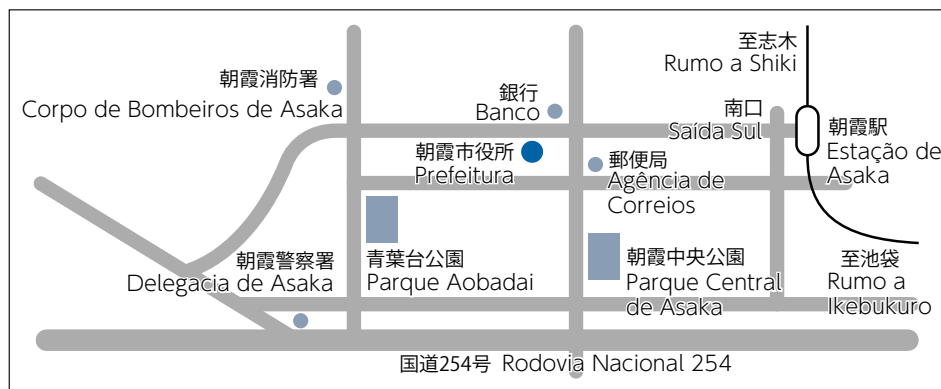 至志木
Rumo a Shiki
朝霞消防署
Corpo de Bombeiros de Asaka
銀行
Banco
南口
Saída Sul
朝霞駅
Estação de
Asaka
朝霞市役所
Prefeitura
郵便局
Agência de
Correios
朝霞警察署
Delegacia de Asaka
青葉台公園
Parque Aobadai
朝霞中央公園
Parque Central
de Asaka
至池袋
Rumo a
Ikebukuro
国道254号 Rodovia Nacional 254